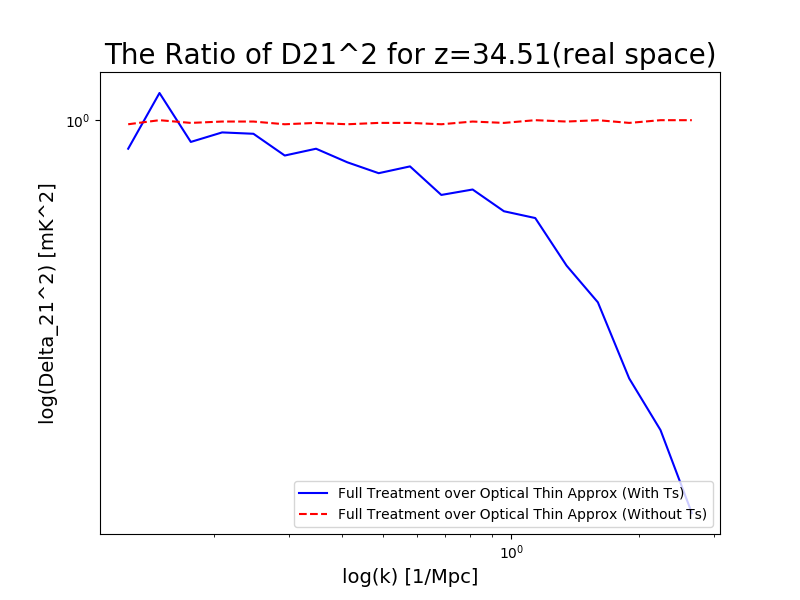 The Ratio of D21^2 for z=34.51(real space)
log(Delta_21^2) [mK^2]
10^0
Full Treatment over Optical Thin Approx (With Ts)
Full Treatment over Optical Thin Approx (Without Ts)
10^0
log(k) [1/Mpc]